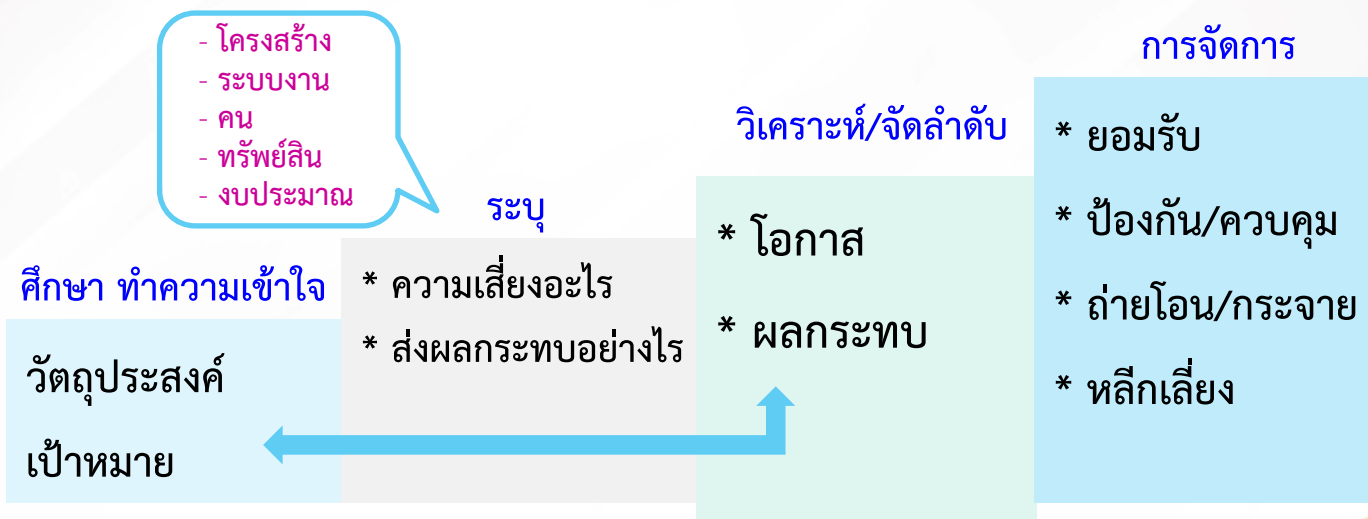 - โครงสร้าง
- ระบบงาน
- คน
- ทรัพย์สิน
- งบประมาณ
ศึกษา ทำความเข้าใจ
วัตถุประสงค์
เป้าหมาย
ระบุ
* ความเสี่ยงอะไร
* ส่งผลกระทบอย่างไร
วิเคราะห์/จัดลำดับ
* โอกาส
* ผลกระทบ
การจัดการ
* ยอมรับ
* ป้องกัน/ควบคุม
* ถ่ายโอน/กระจาย
* หลีกเลี่ยง